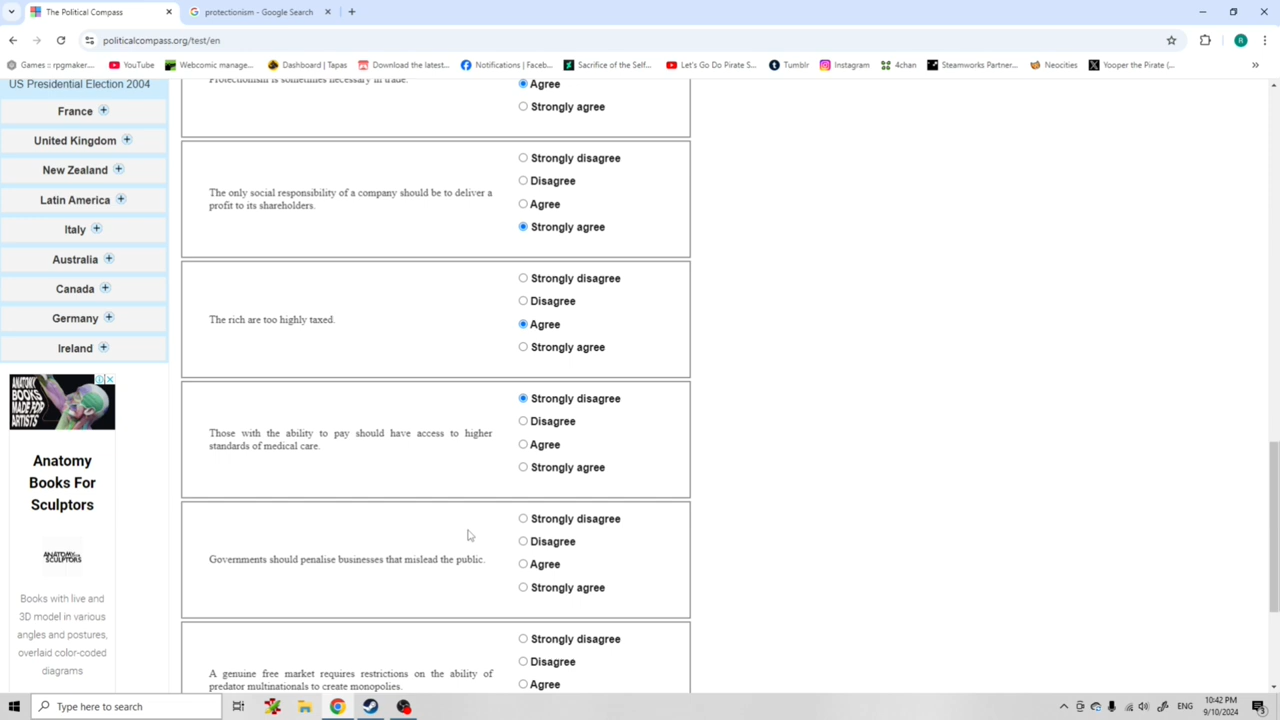 The Political Compass
protectionism - Google Search
politicalcompass.org/test/en
Games :: rpgmaker....
YouTube
Webcomic manage...
Dashboard | Tapas
Download the latest...
Notifications | Faceb...
Sacrifice of the Self...
Let's Go Do Pirate S...
Tumblr
Instagram
4chan
Steamworks Partner...
Neocities
Yooper the Pirate (...
US Presidential Election 2004
France
United Kingdom
New Zealand
Latin America
Italy
Australia
Canada
Germany
Ireland
ANATOMY
BOOKS
MADE FOR
ARTISTS
Anatomy
Books For
Sculptors
ANATOMY
SCULPTORS
Books with live and
3D model in various
angles and postures,
overlaid color-coded
diagrams
Protectionism is sometimes necessary in trade.
Agree
Strongly agree
The only social responsibility of a company should be to deliver a
profit to its shareholders.
Strongly disagree
Disagree
Agree
Strongly agree
The rich are too highly taxed.
Strongly disagree
Disagree
Agree
Strongly agree
Those with the ability to pay should have access to higher
standards of medical care.
Strongly disagree
Disagree
Agree
Strongly agree
Governments should penalise businesses that mislead the public.
Strongly disagree
Disagree
Agree
Strongly agree
A genuine free market requires restrictions on the ability of
predator multinationals to create monopolies.
Strongly disagree
Disagree
Agree
Type here to search
ENG
10:42 PM
9/10/2024